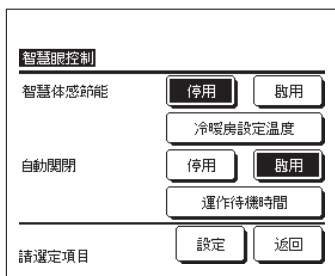 智慧眼控制
智慧体感節能 停用 啟用
冷暖房設定温度
自動関閉 停用 啟用
運作待機時間
請選定項目 設定 返回